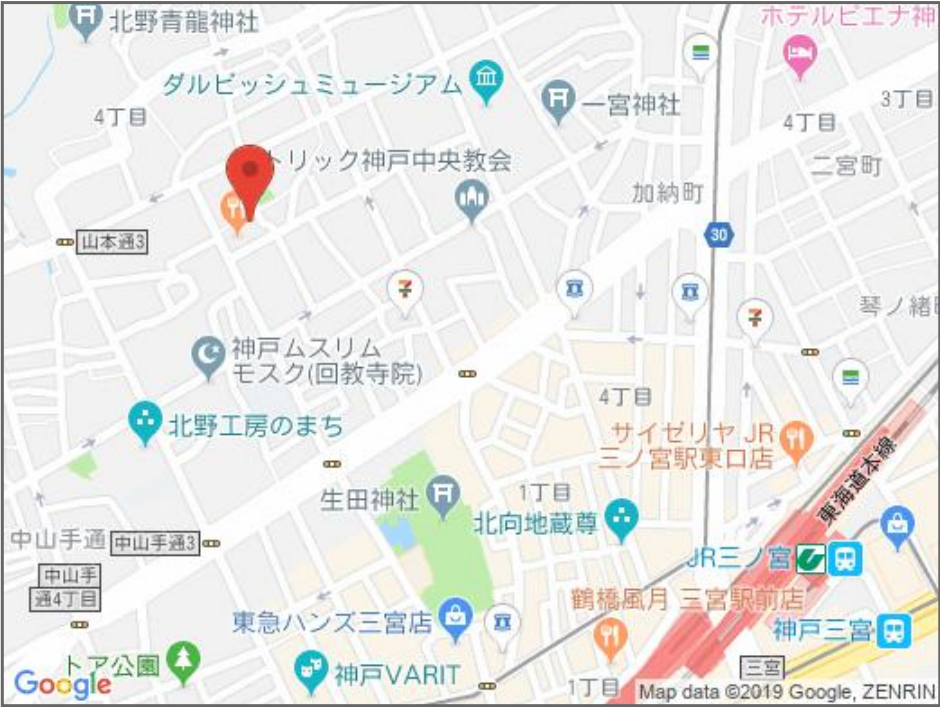 北野青龍神社
ホテルピエナ神
ダルビッシュミュージアム
4丁目
一宮神社
3丁目
4丁目
トリック神戸中央教会
二宮町
加納町
山本通3
30
琴ノ緒
神戸ムスリム
モスク(回教寺院)
4丁目
北野工房のまち
サイゼリヤ JR
三ノ宮駅東口店
東海道本線
生田神社
1丁目
北向地蔵尊
中山手通
中山手通3
JR三ノ宮
中山手
通4丁目
鶴橋風月 三宮駅前店
東急ハンズ三宮店
神戸三宮
トア公園
神戸VARIT
三宮
1丁目
Google
Map data ©2019 Google, ZENRIN